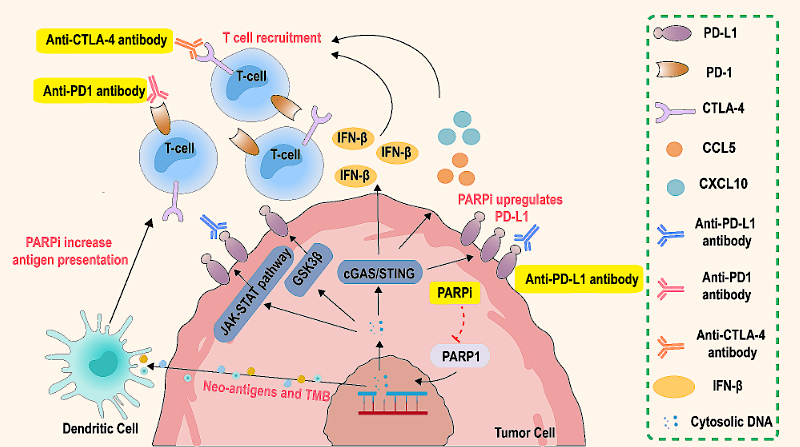 Anti-CTLA-4 antibody
T cell recruitment
T-cell
Anti-PD1 antibody
T-cell
T-cell
IFN-β
IFN-β
IFN-β
PARPi upregulates
PD-L1
PARPi increase
antigen presentation
JAK-STAT pathway
GSK3β
cGAS/STING
PARPi
Anti-PD-L1 antibody
PARP1
Neo-antigens and TMB
Dendritic Cell
Tumor Cell
PD-L1
PD-1
CTLA-4
CCL5
CXCL10
Anti-PD-L1
antibody
Anti-PD1
antibody
Anti-CTLA-4
antibody
IFN-β
Cytosolic DNA